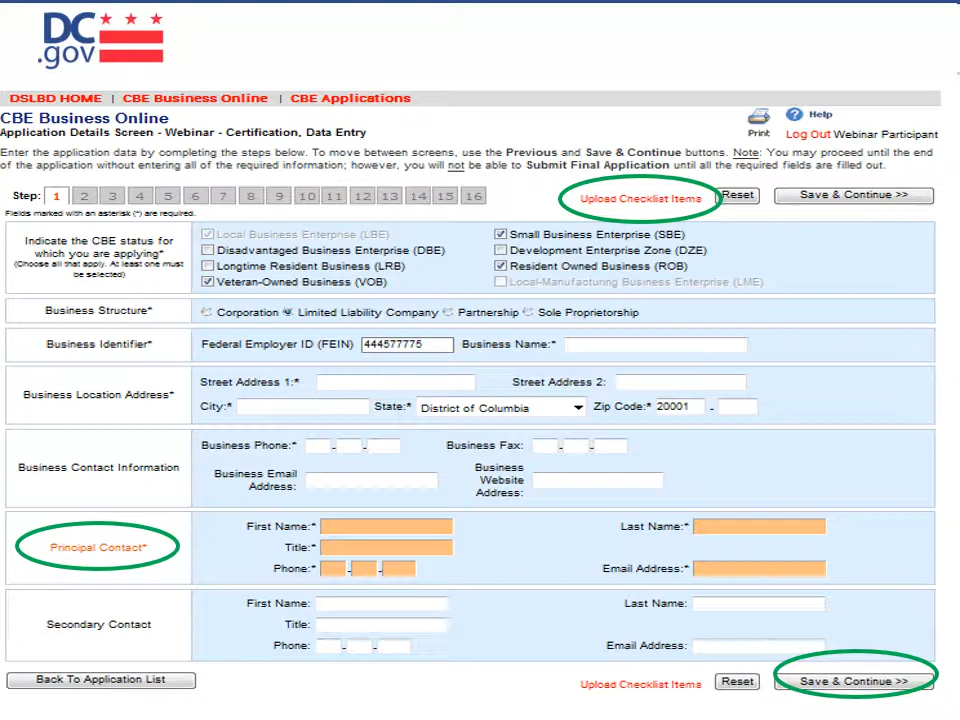 DC
.gov
DSLBD HOME | CBE Business Online | CBE Applications
CBE Business Online
Application Details Screen - Webinar - Certification, Data Entry
Print
Help
Log Out Webinar Participant
Enter the application data by completing the steps below. To move between screens, use the Previous and Save & Continue buttons. Note: You may proceed until the end
of the application without entering all of the required information; however, you will not be able to Submit Final Application until all the required fields are filled out.
Step: 1 2 3 4 5 6 7 8 9 10 11 12 13 14 15 16
Upload Checklist Items
Reset
Save & Continue >>
Fields marked with an asterisk (*) are required.
Indicate the CBE status for
which you are applying*
(Choose all that apply. At least one must
be selected)
Local Business Enterprise (LBE)
Small Business Enterprise (SBE)
Disadvantaged Business Enterprise (DBE)
Development Enterprise Zone (DZE)
Longtime Resident Business (LRB)
Resident Owned Business (ROB)
Veteran-Owned Business (VOB)
Local-Manufacturing Business Enterprise (LME)
Business Structure*
Corporation Limited Liability Company Partnership Sole Proprietorship
Business Identifier*
Federal Employer ID (FEIN) 444577775 Business Name:*
Business Location Address*
Street Address 1:* Street Address 2:
City:* State:* District of Columbia Zip Code:* 20001 -
Business Contact Information
Business Phone:* - - Business Fax: - -
Business Email
Address:
Business
Website
Address:
Principal Contact*
First Name:* Last Name:*
Title:*
Phone:* - - Email Address:*
Secondary Contact
First Name: Last Name:
Title:
Phone: - - Email Address:
Back To Application List
Upload Checklist Items
Reset
Save & Continue >>